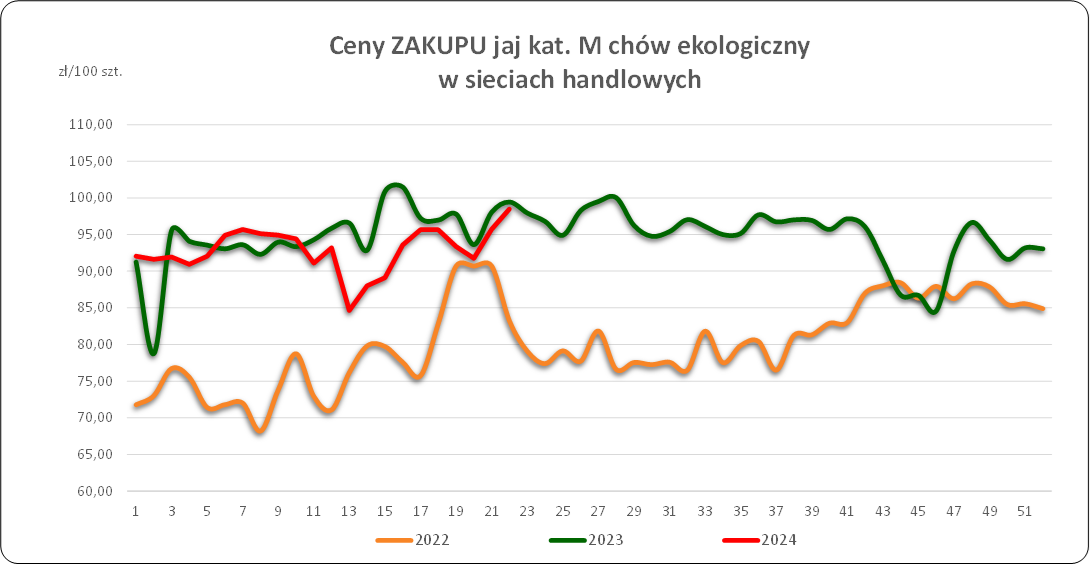 Ceny ZAKUPU jaj kat. M chów ekologiczny
w sieciach handlowych
zł/100 szt.
110,00
105,00
100,00
95,00
90,00
85,00
80,00
75,00
70,00
65,00
60,00
1 3 5 7 9 11 13 15 17 19 21 23 25 27 29 31 33 35 37 39 41 43 45 47 49 51
2022 2023 2024